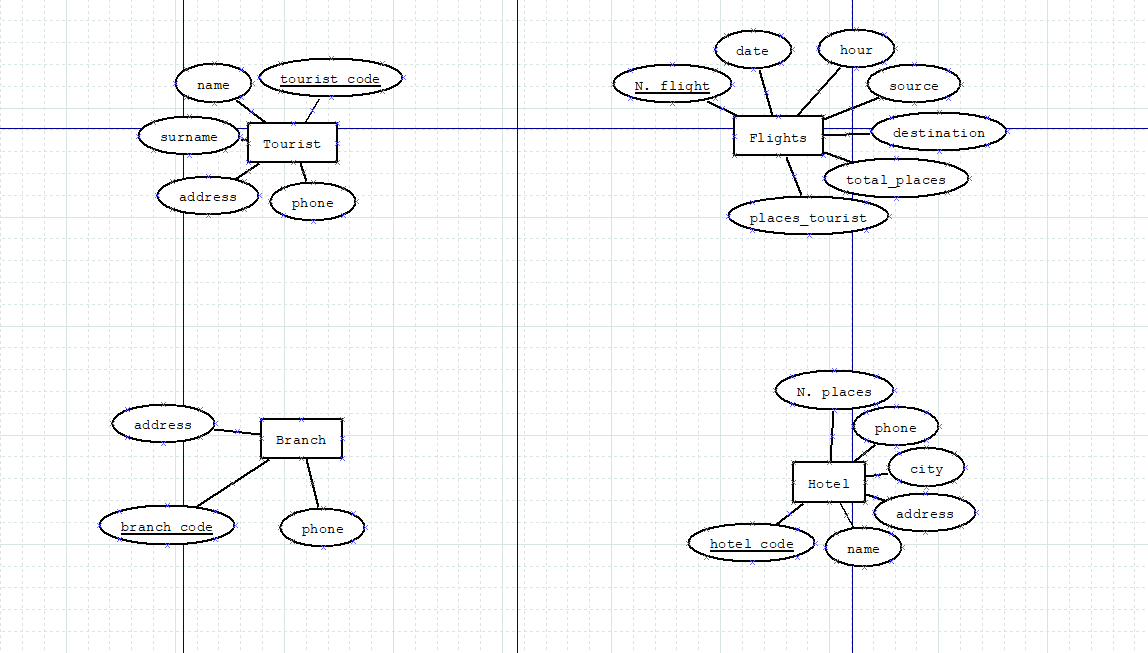 name
tourist_code
surname
Tourist
address
phone
date
hour
N._flight
source
Flights
destination
total_places
places_tourist
address
Branch
branch_code
phone
N. places
phone
city
Hotel
address
hotel_code
name